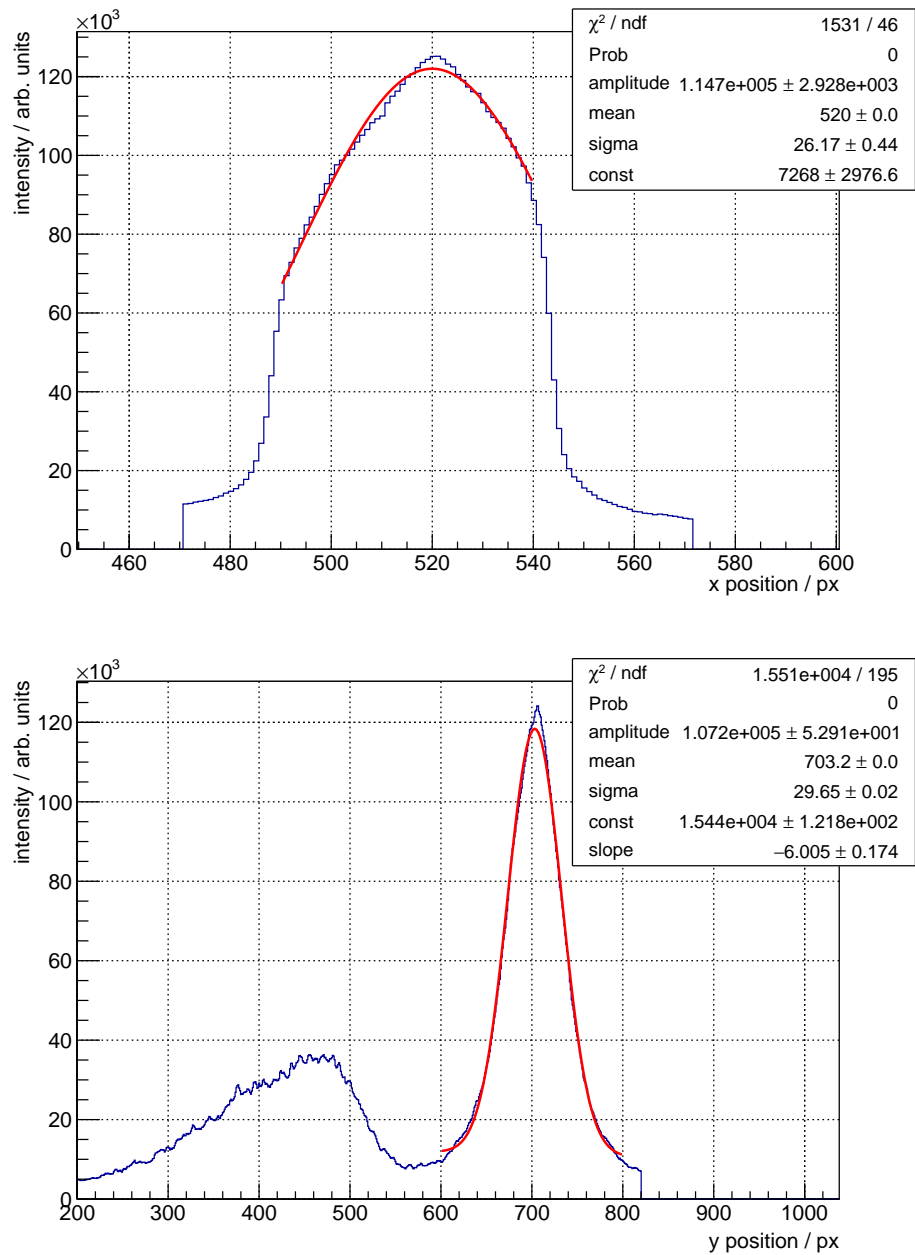 ×10³
intensity / arb. units
120
100
80
60
40
20
0
460 480 500 520 540 560 580 600
x position / px
χ² / ndf 1531 / 46
Prob 0
amplitude 1.147e+005 ± 2.928e+003
mean 520 ± 0.0
sigma 26.17 ± 0.44
const 7268 ± 2976.6
×10³
intensity / arb. units
120
100
80
60
40
20
0
200 300 400 500 600 700 800 900 1000
y position / px
χ² / ndf 1.551e+004 / 195
Prob 0
amplitude 1.072e+005 ± 5.291e+001
mean 703.2 ± 0.0
sigma 29.65 ± 0.02
const 1.544e+004 ± 1.218e+002
slope −6.005 ± 0.174